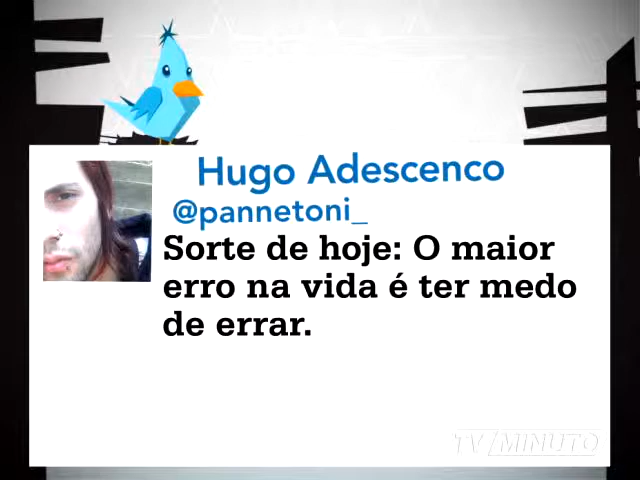 Hugo Adescenco
@pannetoni_
Sorte de hoje: O maior
erro na vida é ter medo
de errar.
TV MINUTO